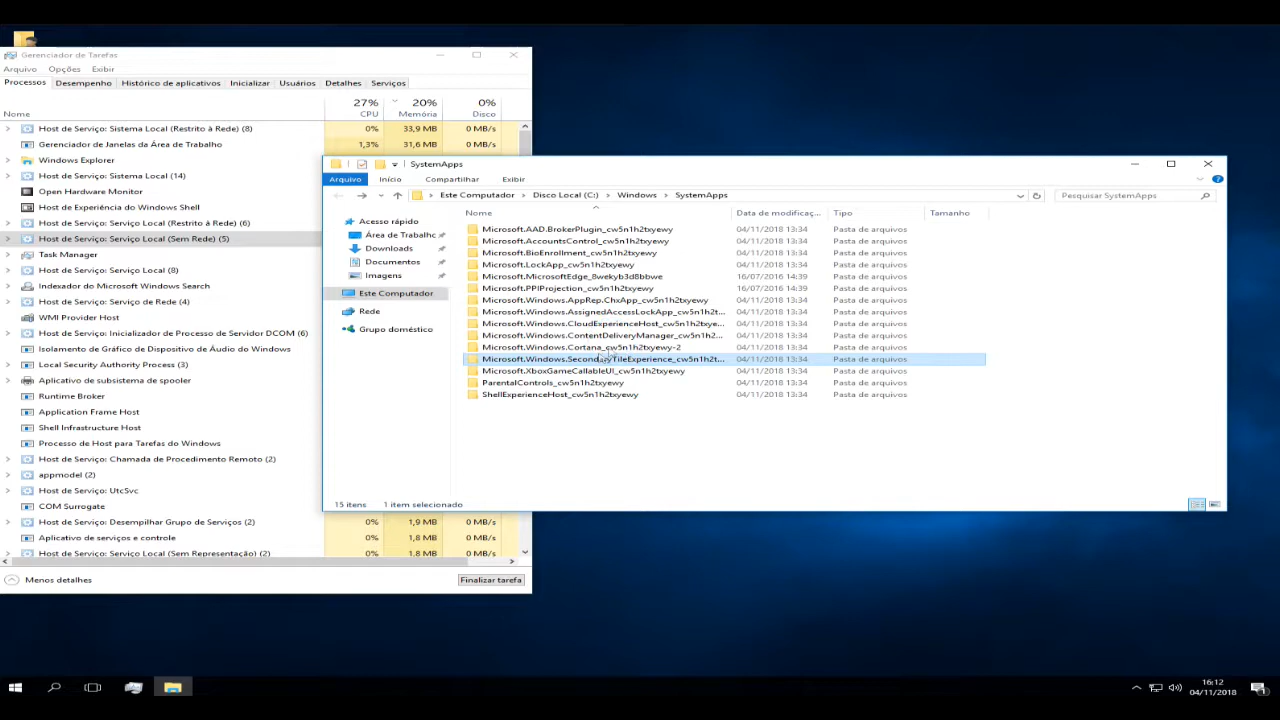 Gerenciador de Tarefas
Arquivo Opções Exibir
Processos Desempenho Histórico de aplicativos Inicializar Usuários Detalhes Serviços
27% 20% 0%
Nome CPU Memória Disco
Host de Serviço: Sistema Local (Restrito à Rede) (8) 0% 33,9 MB 0 MB/s
Gerenciador de Janelas da Área de Trabalho 1,3% 31,6 MB 0 MB/s
Windows Explorer
Host de Serviço: Sistema Local (14)
Open Hardware Monitor
Host de Experiência do Windows Shell
Host de Serviço: Serviço Local (Restrito à Rede) (6)
Host de Serviço: Serviço Local (Sem Rede) (5)
Task Manager
Host de Serviço: Serviço Local (8)
Indexador do Microsoft Windows Search
Host de Serviço: Serviço de Rede (4)
WMI Provider Host
Host de Serviço: Inicializador de Processo de Servidor DCOM (6)
Isolamento de Gráfico de Dispositivo de Áudio do Windows
Local Security Authority Process (3)
Aplicativo de subsistema de spooler
Runtime Broker
Application Frame Host
Shell Infrastructure Host
Processo de Host para Tarefas do Windows
Host de Serviço: Chamada de Procedimento Remoto (2)
appmodel (2)
Host de Serviço: UtcSvc
COM Surrogate
Host de Serviço: Desempilhar Grupo de Serviços (2) 0% 1,9 MB 0 MB/s
Aplicativo de serviços e controle 0% 1,8 MB 0 MB/s
Host de Serviço: Serviço Local (Sem Representação) (2) 0% 1,8 MB 0 MB/s
Menos detalhes Finalizar tarefa
SystemApps
Arquivo Início Compartilhar Exibir
Este Computador Disco Local (C:) Windows SystemApps Pesquisar SystemApps
Acesso rápido
Área de Trabalho
Downloads
Documentos
Imagens
Este Computador
Rede
Grupo doméstico
Nome Data de modificaç... Tipo Tamanho
Microsoft.AAD.BrokerPlugin_cw5n1h2txyewy 04/11/2018 13:34 Pasta de arquivos
Microsoft.AccountsControl_cw5n1h2txyewy 04/11/2018 13:34 Pasta de arquivos
Microsoft.BioEnrollment_cw5n1h2txyewy 04/11/2018 13:34 Pasta de arquivos
Microsoft.LockApp_cw5n1h2txyewy 04/11/2018 13:34 Pasta de arquivos
Microsoft.MicrosoftEdge_8wekyb3d8bbwe 16/07/2016 14:39 Pasta de arquivos
Microsoft.PPIProjection_cw5n1h2txyewy 16/07/2016 14:39 Pasta de arquivos
Microsoft.Windows.AppRep.ChxApp_cw5n1h2txyewy 04/11/2018 13:34 Pasta de arquivos
Microsoft.Windows.AssignedAccessLockApp_cw5n1h2t... 04/11/2018 13:34 Pasta de arquivos
Microsoft.Windows.CloudExperienceHost_cw5n1h2txye... 04/11/2018 13:34 Pasta de arquivos
Microsoft.Windows.ContentDeliveryManager_cw5n1h2... 04/11/2018 13:34 Pasta de arquivos
Microsoft.Windows.Cortana_cw5n1h2txyewy-2 04/11/2018 13:34 Pasta de arquivos
Microsoft.Windows.SecondaryTileExperience_cw5n1h2t... 04/11/2018 13:34 Pasta de arquivos
Microsoft.XboxGameCallableUI_cw5n1h2txyewy 04/11/2018 13:34 Pasta de arquivos
ParentalControls_cw5n1h2txyewy 04/11/2018 13:34 Pasta de arquivos
ShellExperienceHost_cw5n1h2txyewy 04/11/2018 13:34 Pasta de arquivos
15 itens 1 item selecionado
16:12
04/11/2018